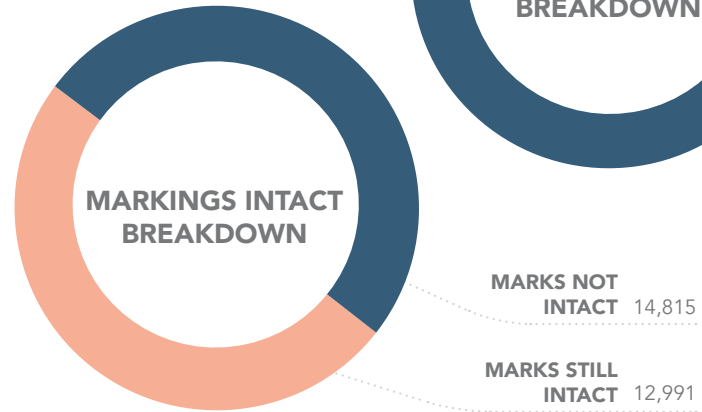 BREAKDOWN
MARKINGS INTACT
BREAKDOWN
MARKS NOT
INTACT 14,815
MARKS STILL
INTACT 12,991